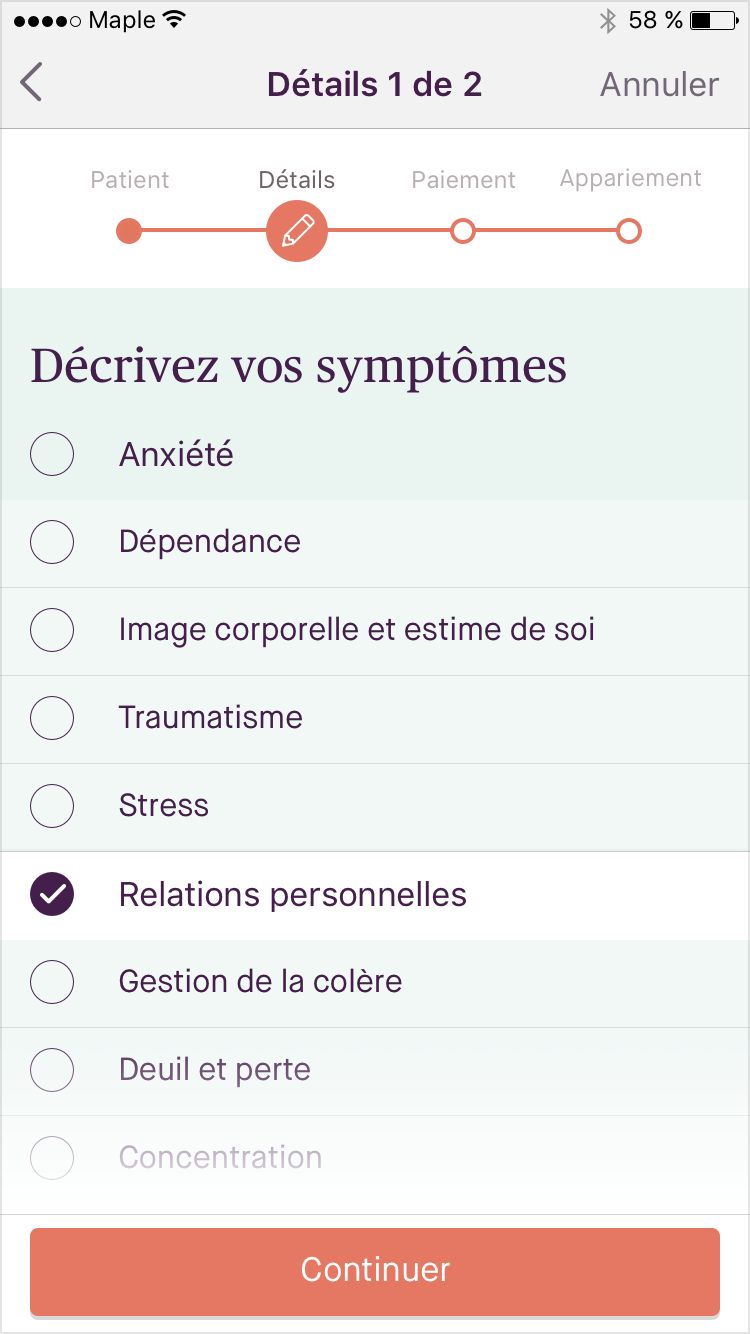 Maple 58 %
Détails 1 de 2 Annuler
Patient Détails Paiement Appariement
Décrivez vos symptômes
Anxiété
Dépendance
Image corporelle et estime de soi
Traumatisme
Stress
Relations personnelles
Gestion de la colère
Deuil et perte
Concentration
Continuer